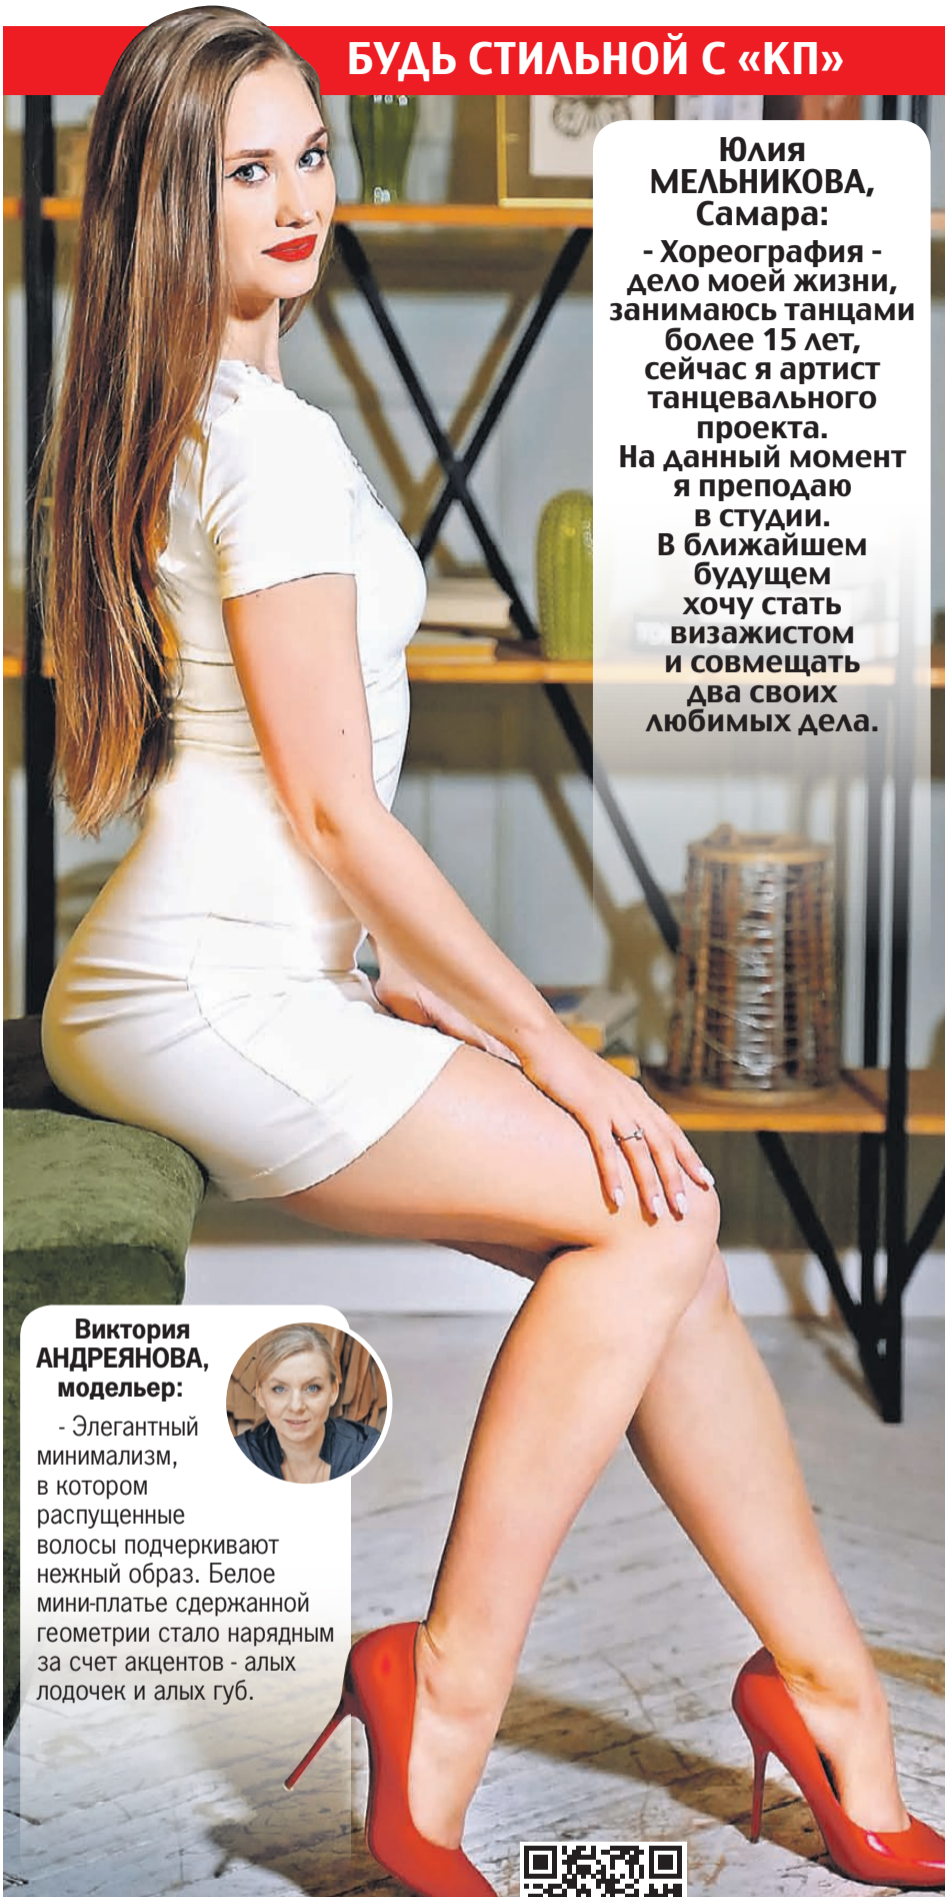 БУДЬ СТИЛЬНОЙ С «КП»
Юлия
МЕЛЬНИКОВА,
Самара:
- Хореография -
дело моей жизни,
занимаюсь танцами
более 15 лет,
сейчас я артист
танцевального
проекта.
На данный момент
я преподаю
в студии.
В ближайшем
будущем
хочу стать
визажистом
и совмещать
два своих
любимых дела.
Виктория
АНДРЕЯНОВА,
модельер:
- Элегантный
минимализм,
в котором
распущенные
волосы подчеркивают
нежный образ. Белое
мини-платье сдержанной
геометрии стало нарядным
за счет акцентов - алых
лодочек и алых губ.